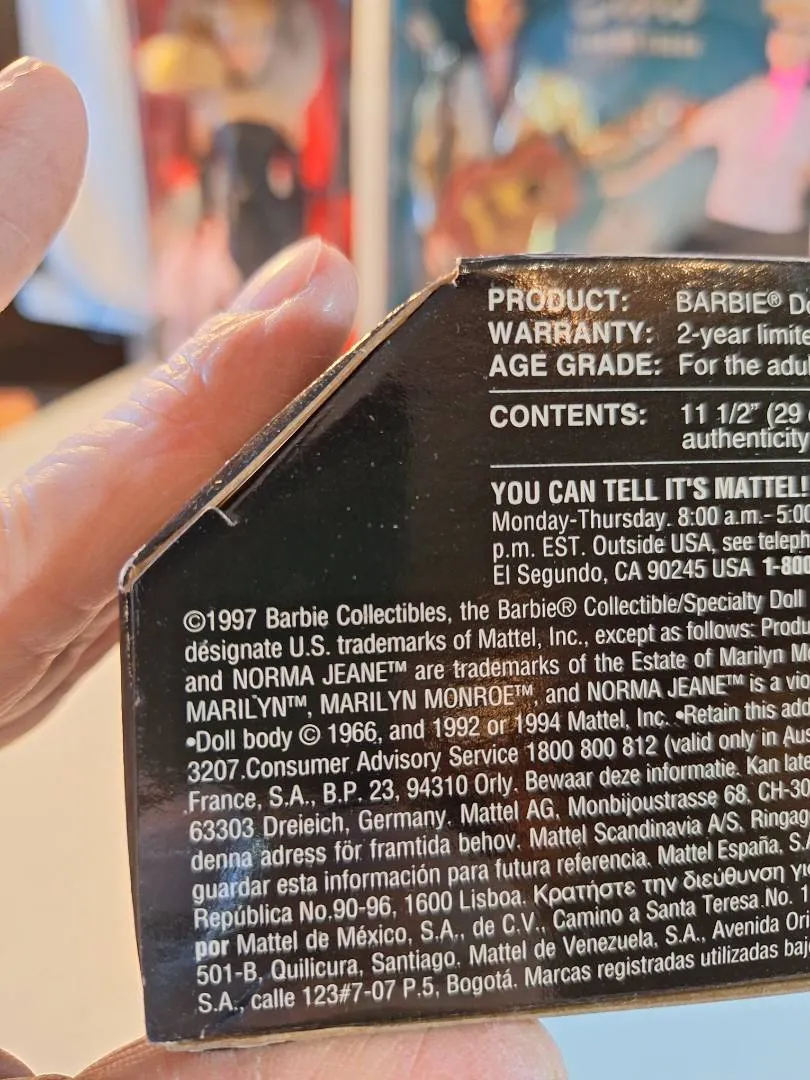 PRODUCT: BARBIE® D
WARRANTY: 2-year limite
AGE GRADE: For the adul
CONTENTS: 11 1/2" (29
authenticity
YOU CAN TELL IT'S MATTEL!
Monday-Thursday. 8:00 a.m.- 5:00
p.m. EST. Outside USA, see teleph
El Segundo, CA 90245 USA 1-800
©1997 Barbie Collectibles, the Barbie® Collectible/Specialty Doll
designate U.S. trademarks of Mattel, Inc., except as follows: Produ
and NORMA JEANE™ are trademarks of the Estate of Marilyn Mo
MARILYN™, MARILYN MONROE™, and NORMA JEANE™ is a vio
•Doll body © 1966, and 1992 or 1994 Mattel, Inc. •Retain this add
3207.Consumer Advisory Service 1800 800 812 (valid only in Aus
France, S.A., B.P. 23, 94310 Orly. Bewaar deze informatie. Kan late
63303 Dreieich, Germany. Mattel AG, Monbijoustrasse 68, CH-30
denna adress för framtida behov. Mattel Scandinavia A/S, Ringag
guardar esta información para futura referencia. Mattel España, S.A
República No.90-96, 1600 Lisboa. Κρατήστε την διεύθυνση γι
por Mattel de México, S.A., de C.V., Camino a Santa Teresa No. 1
501-B, Quilicura, Santiago. Mattel de Venezuela, S.A., Avenida Ori
S.A., calle 123#7-07 P.5, Bogotá. Marcas registradas utilizadas baj